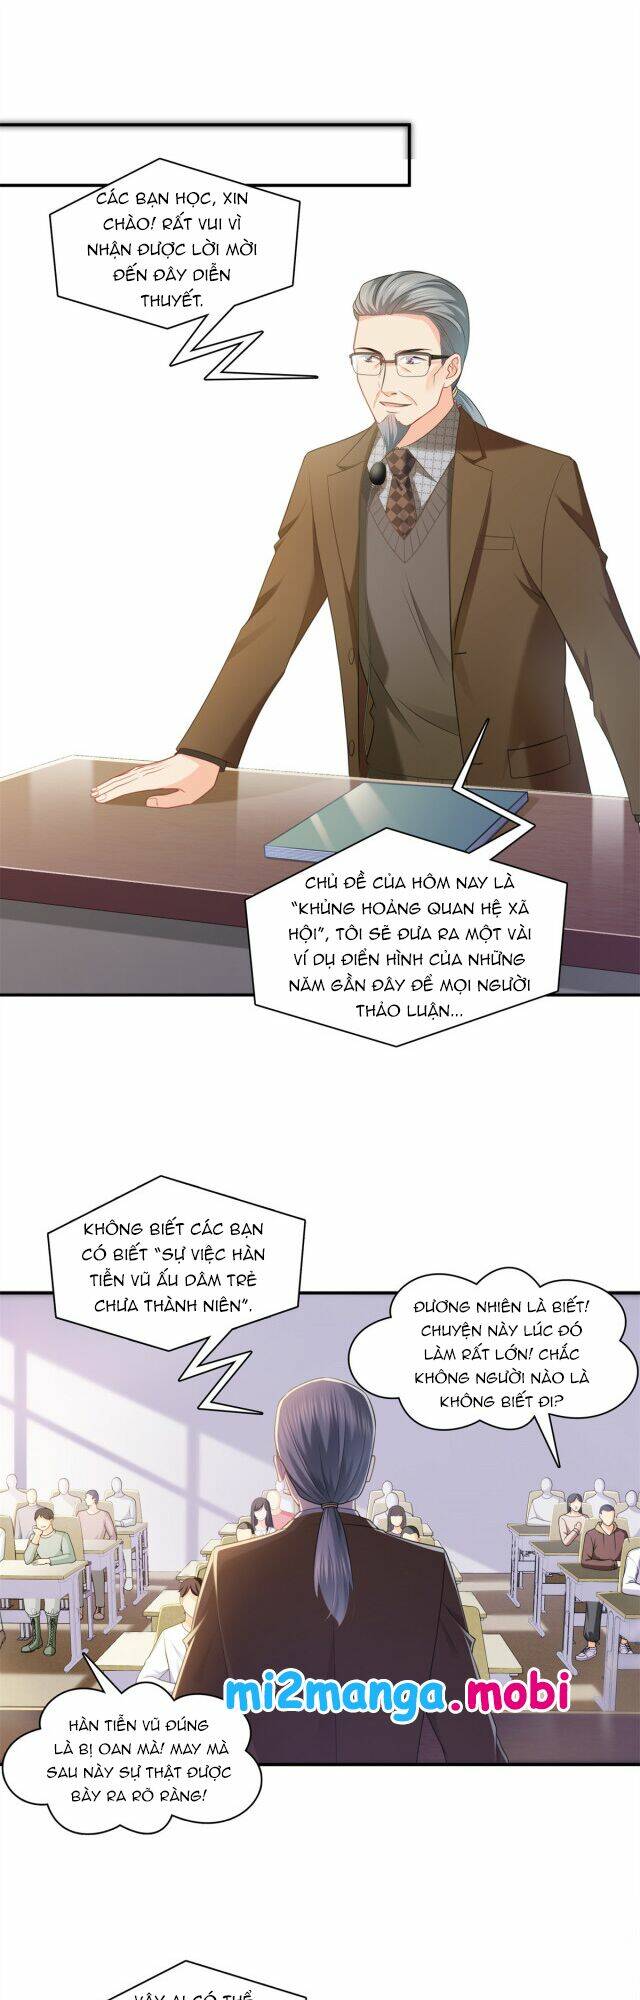 CÁC BẠN HỌC, XIN
CHÀO! RẤT VUI VÌ
NHẬN ĐƯỢC LỜI MỜI
ĐẾN ĐÂY DIỄN
THUYẾT.
CHỦ ĐỀ CỦA HÔM NAY LÀ
"KHỦNG HOẢNG QUAN HỆ XÃ
HỘI", TÔI SẼ ĐƯA RA MỘT VÀI
VÍ DỤ ĐIỂN HÌNH CỦA NHỮNG
NĂM GẦN ĐÂY ĐỂ MỌI NGƯỜI
THẢO LUẬN...
KHÔNG BIẾT CÁC BẠN
CÓ BIẾT "SỰ VIỆC HÀN
TIỄN VŨ ẤU DÂM TRẺ
CHƯA THÀNH NIÊN".
ĐƯƠNG NHIÊN LÀ BIẾT!
CHUYỆN NÀY LÚC ĐÓ
LÀM RẤT LỚN! CHẮC
KHÔNG NGƯỜI NÀO LÀ
KHÔNG BIẾT ĐI?
mi2manga.mobi
HÀN TIỄN VŨ ĐÚNG
LÀ BỊ OAN MÀ! MAY MÀ
SAU NÀY SỰ THẬT ĐƯỢC
BÀY RA RÕ RÀNG!
VẬY AI CÓ THỂ